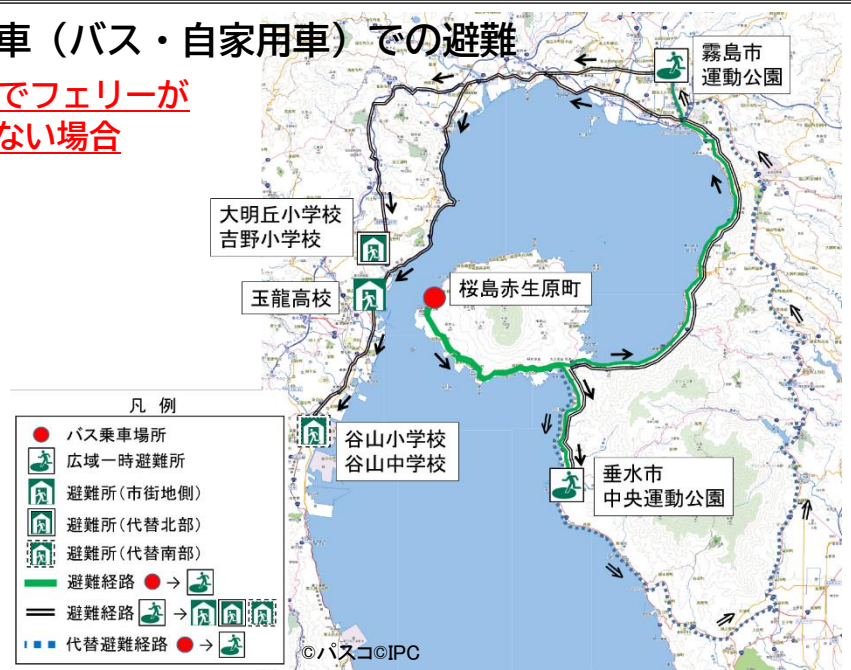 車（バス・自家用車）での避難
でフェリーが
ない場合
霧島市
運動公園
大明丘小学校
吉野小学校
玉龍高校
桜島赤生原町
谷山小学校
谷山中学校
垂水市
中央運動公園
凡 例
バス乗車場所
広域一時避難所
避難所(市街地側)
避難所(代替北部)
避難所(代替南部)
避難経路 →
避難経路 →
代替避難経路 →
©パスコ©IPC